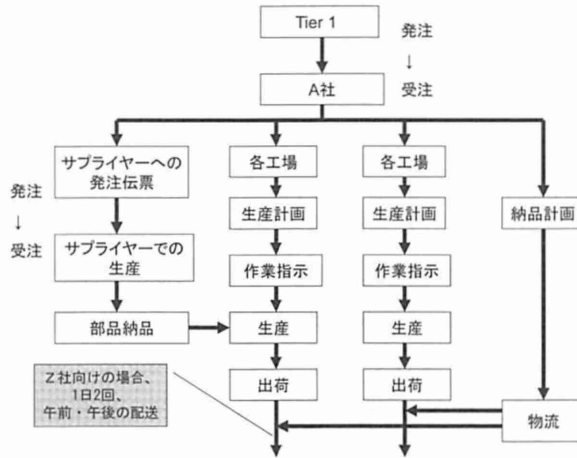 Tier 1
発注
↓
受注
A社
サプライヤーへの
発注伝票
各工場
各工場
発注
↓
受注
生産計画
生産計画
納品計画
サプライヤーでの
生産
作業指示
作業指示
部品納品
生産
生産
Z社向けの場合、
1日2回、
午前・午後の配送
出荷
出荷
物流